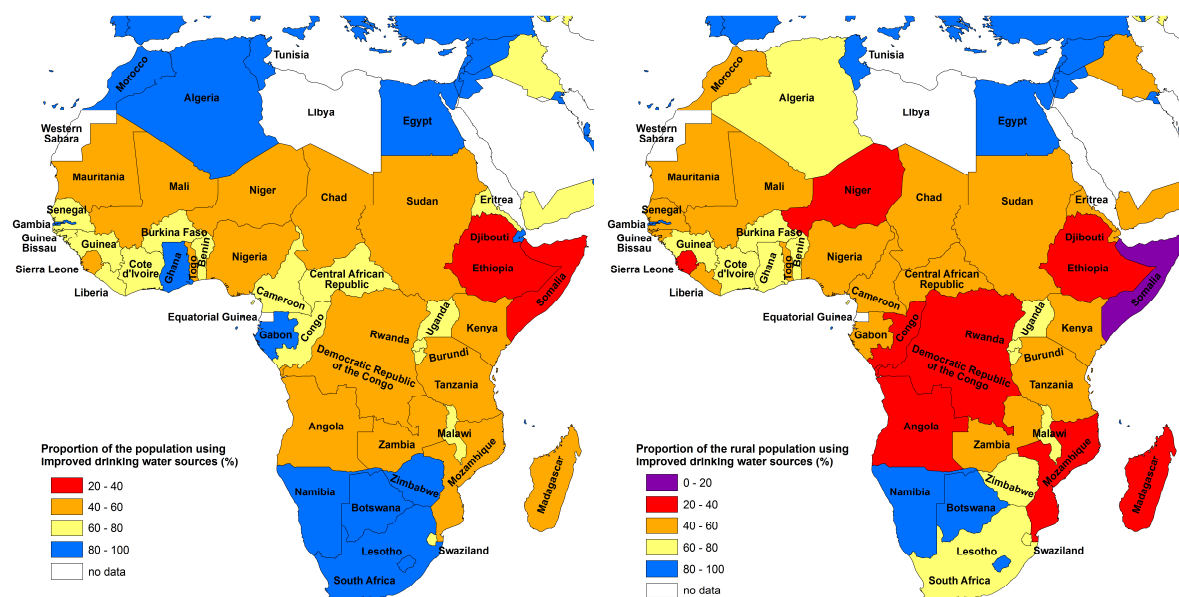 Tunisia
Morocco
Algeria
Libya
Egypt
Western
Sahara
Mauritania
Mali
Niger
Chad
Sudan
Eritrea
Senegal
Gambia
Guinea
Bissau
Guinea
Burkina Faso
Benin
Djibouti
Sierra Leone
Cote
d'Ivoire
Ghana
Togo
Nigeria
Ethiopia
Central African
Republic
Somalia
Liberia
Cameroon
Equatorial Guinea
Gabon
Congo
Uganda
Kenya
Rwanda
Democratic Republic
of the Congo
Burundi
Tanzania
Angola
Zambia
Malawi
Mozambique
Madagascar
Zimbabwe
Namibia
Botswana
Lesotho
Swaziland
South Africa
Proportion of the population using
improved drinking water sources (%)
20 - 40
40 - 60
60 - 80
80 - 100
no data
Tunisia
Morocco
Algeria
Libya
Egypt
Western
Sahara
Mauritania
Mali
Niger
Chad
Sudan
Eritrea
Senegal
Gambia
Guinea
Bissau
Guinea
Burkina Faso
Benin
Djibouti
Sierra Leone
Cote
d'Ivoire
Ghana
Togo
Nigeria
Ethiopia
Central African
Republic
Somalia
Liberia
Cameroon
Equatorial Guinea
Gabon
Congo
Uganda
Kenya
Rwanda
Democratic Republic
of the Congo
Burundi
Tanzania
Angola
Zambia
Malawi
Mozambique
Madagascar
Zimbabwe
Namibia
Botswana
Lesotho
Swaziland
South Africa
Proportion of the rural population using
improved drinking water sources (%)
0 - 20
20 - 40
40 - 60
60 - 80
80 - 100
no data